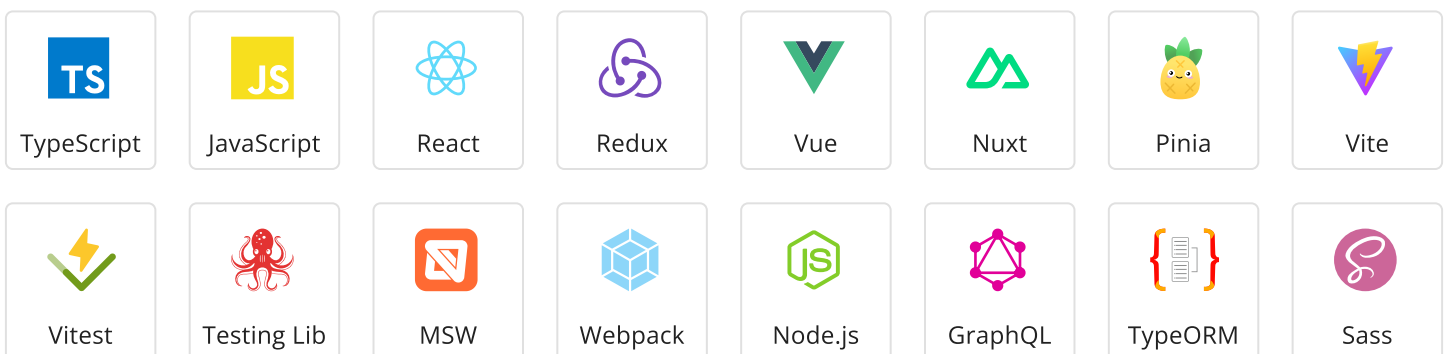 TS
JS
TypeScript
JavaScript
React
Redux
Vue
Nuxt
Pinia
Vite
JS
Vitest
Testing Lib
MSW
Webpack
Node.js
GraphQL
TypeORM
Sass